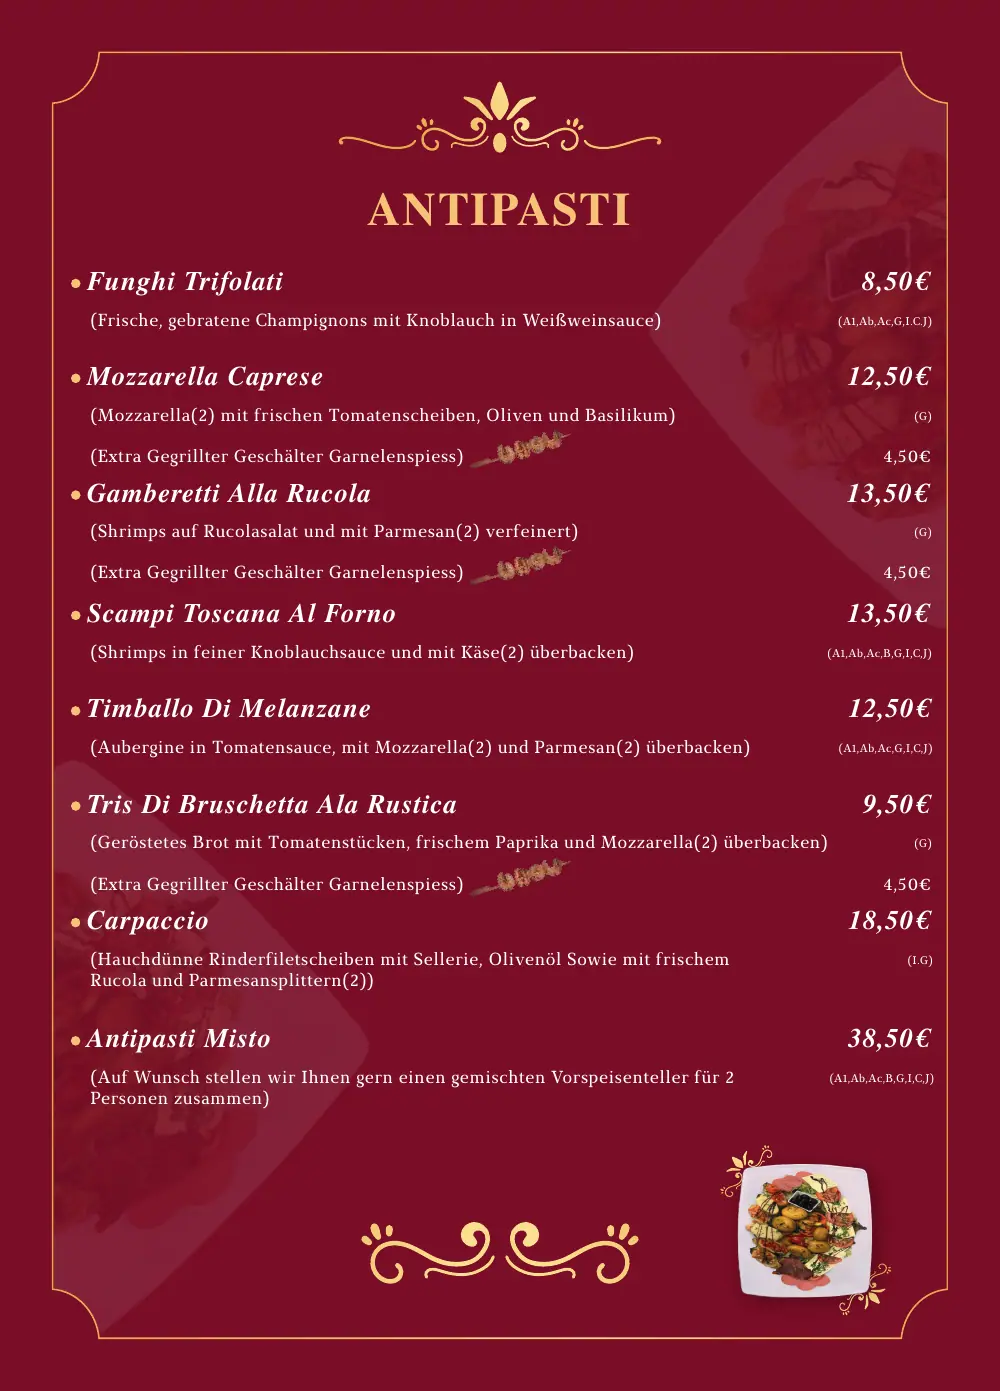 ANTIPASTI
Funghi Trifolati 8,50€
(Frische, gebratene Champignons mit Knoblauch in Weißweinsauce) (A1,Ab,Ac,G,I.C.J)
Mozzarella Caprese 12,50€
(Mozzarella(2) mit frischen Tomatenscheiben, Oliven und Basilikum) (G)
(Extra Gegrillter Geschälter Garnelenspiess) 4,50€
Gamberetti Alla Rucola 13,50€
(Shrimps auf Rucolasalat und mit Parmesan(2) verfeinert) (G)
(Extra Gegrillter Geschälter Garnelenspiess) 4,50€
Scampi Toscana Al Forno 13,50€
(Shrimps in feiner Knoblauchsauce und mit Käse(2) überbacken) (A1,Ab,Ac,B,G,I,C,J)
Timballo Di Melanzane 12,50€
(Aubergine in Tomatensauce, mit Mozzarella(2) und Parmesan(2) überbacken) (A1,Ab,Ac,G,I,C,J)
Tris Di Bruschetta Ala Rustica 9,50€
(Geröstetes Brot mit Tomatenstücken, frischem Paprika und Mozzarella(2) überbacken) (G)
(Extra Gegrillter Geschälter Garnelenspiess) 4,50€
Carpaccio 18,50€
(Hauchdünne Rinderfiletscheiben mit Sellerie, Olivenöl Sowie mit frischem (I.G)
Rucola und Parmesansplittern(2))
Antipasti Misto 38,50€
(Auf Wunsch stellen wir Ihnen gern einen gemischten Vorspeisenteller für 2 (A1,Ab,Ac,B,G,I,C,J)
Personen zusammen)